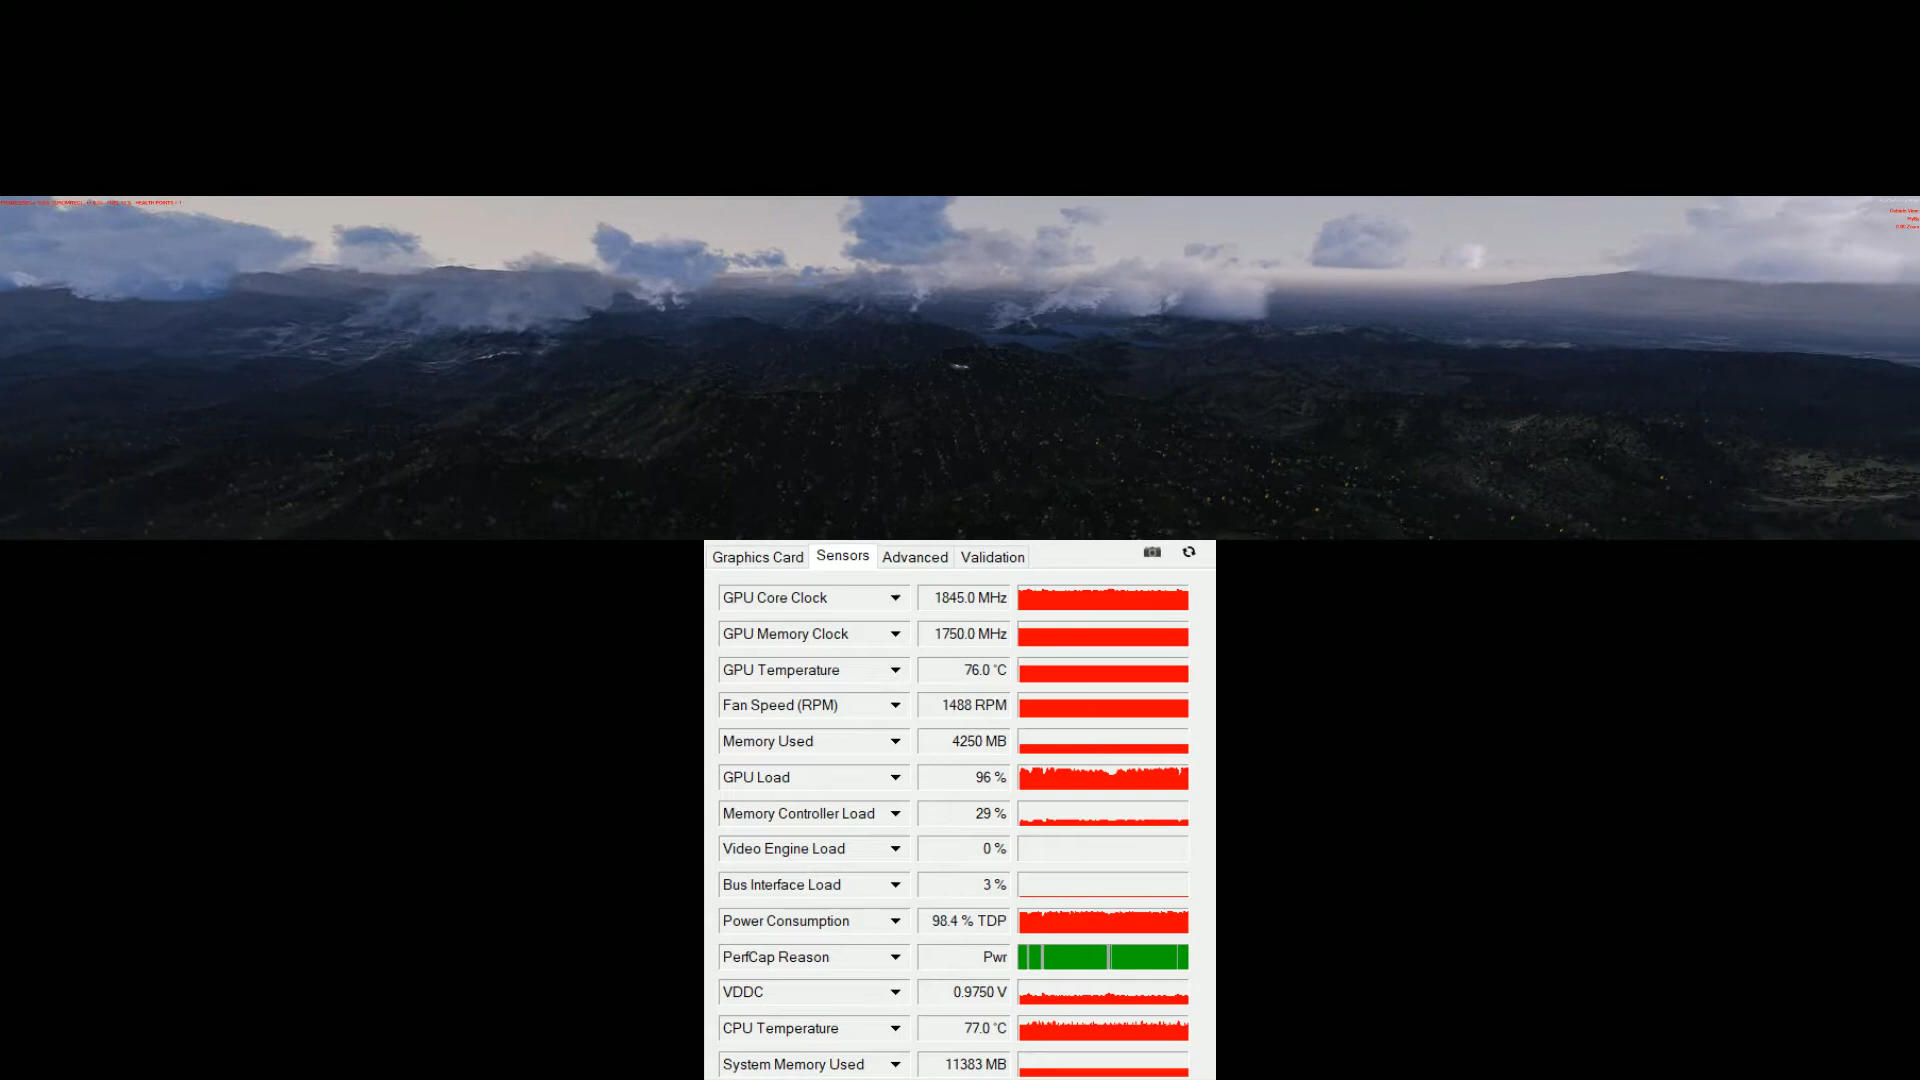 HEALTH POINTS = 1
Graphics Card Sensors Advanced Validation
GPU Core Clock 1845.0 MHz
GPU Memory Clock 1750.0 MHz
GPU Temperature 76.0 °C
Fan Speed (RPM) 1488 RPM
Memory Used 4250 MB
GPU Load 96 %
Memory Controller Load 29 %
Video Engine Load 0 %
Bus Interface Load 3 %
Power Consumption 98.4 % TDP
PerfCap Reason Pwr
VDDC 0.9750 V
CPU Temperature 77.0 °C
System Memory Used 11383 MB